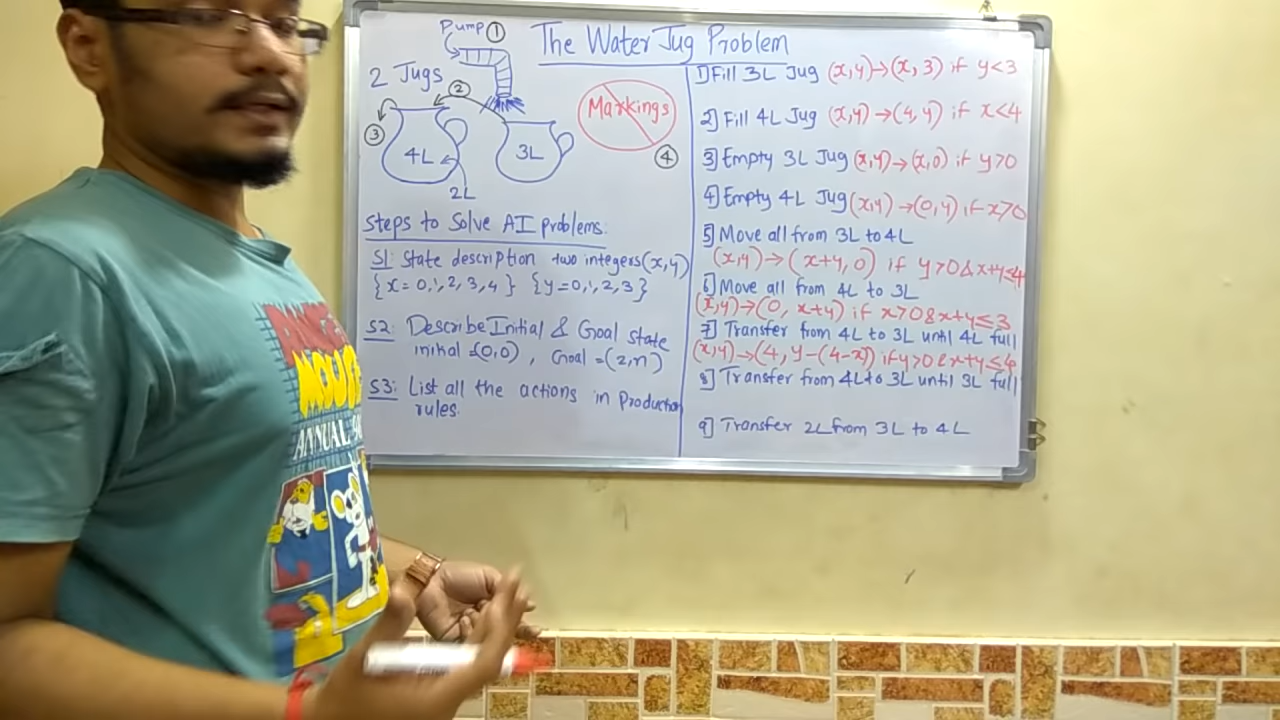 The Water Jug Problem
Pump ①
2 Jugs
②
③
4L
3L
2L
Markings
④
Steps to Solve AI problems:
S1: State description two integers (x,y)
{x=0,1,2,3,4} {y=0,1,2,3}
S2: Describe Initial & Goal state
initial =(0,0), Goal =(2,n)
S3: List all the actions in Production
rules.
1] Fill 3L Jug (x,y)→(x,3) if y<3
2] Fill 4L Jug (x,y)→(4,y) if x<4
3] Empty 3L Jug (x,y)→(x,0) if y>0
4] Empty 4L Jug (x,y)→(0,y) if x>0
5] Move all from 3L to 4L
(x,y)→(x+y,0) if y>0&x+y≤4
6] Move all from 4L to 3L
(x,y)→(0, x+y) if x>0&x+y≤3
7] Transfer from 4L to 3L until 4L full
(x,y)→(4, y-(4-x)) if y>0&x+y≤4
8] Transfer from 4L to 3L until 3L full
9] Transfer 2L from 3L to 4L
ANNUAL